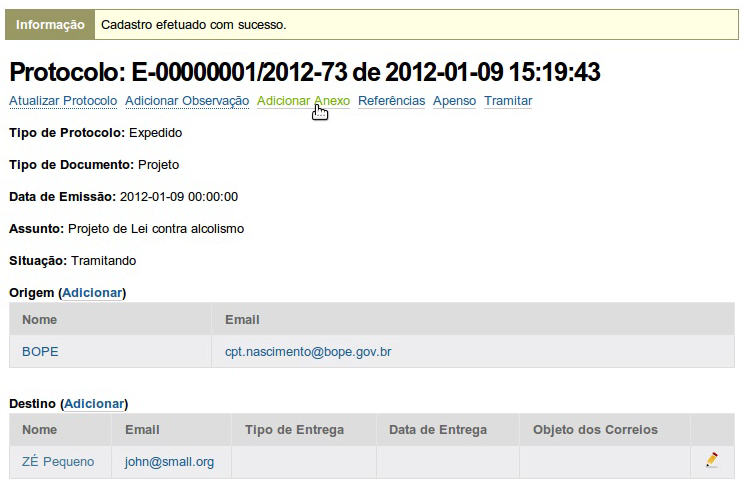 Informação Cadastro efetuado com sucesso.
Protocolo: E-00000001/2012-73 de 2012-01-09 15:19:43
Atualizar Protocolo Adicionar Observação Adicionar Anexo Referências Apenso Tramitar
Tipo de Protocolo: Expedido
Tipo de Documento: Projeto
Data de Emissão: 2012-01-09 00:00:00
Assunto: Projeto de Lei contra alcolismo
Situação: Tramitando
Origem (Adicionar)
Nome Email
BOPE cpt.nascimento@bope.gov.br
Destino (Adicionar)
Nome Email Tipo de Entrega Data de Entrega Objeto dos Correios
ZÉ Pequeno john@small.org